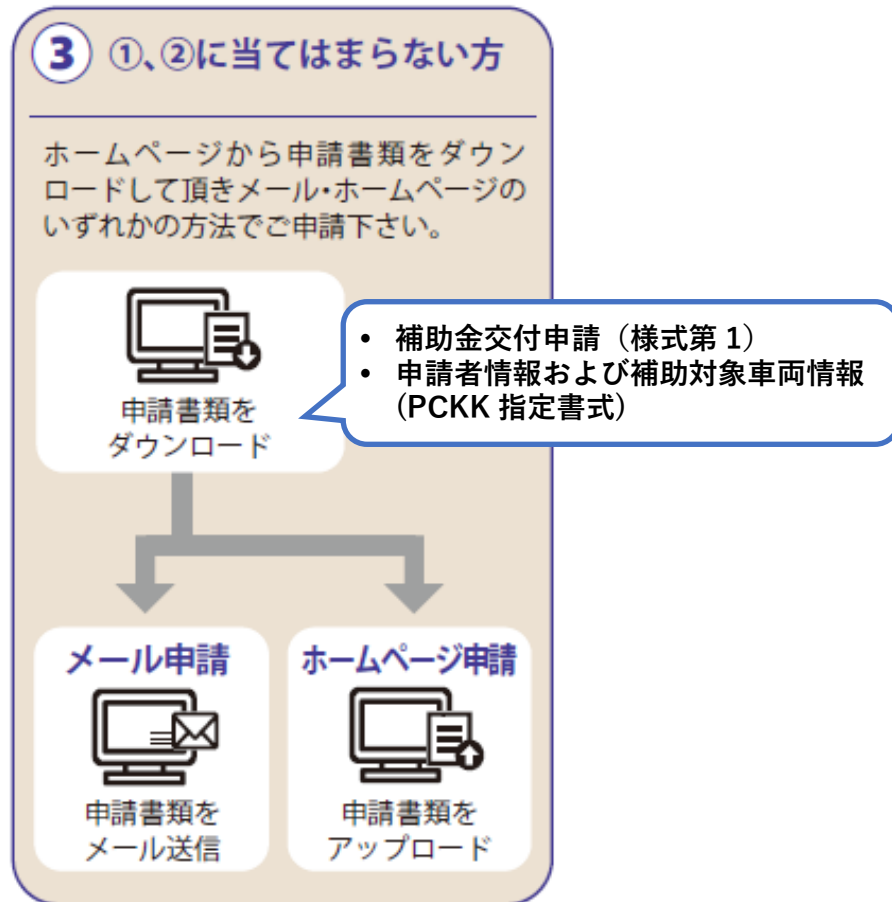 ③ ①、②に当てはまらない方
ホームページから申請書類をダウン
ロードして頂きメール・ホームページの
いずれかの方法でご申請下さい。
申請書類を
ダウンロード
• 補助金交付申請（様式第 1）
• 申請者情報および補助対象車両情報
(PCKK 指定書式)
メール申請
申請書類を
メール送信
ホームページ申請
申請書類を
アップロード